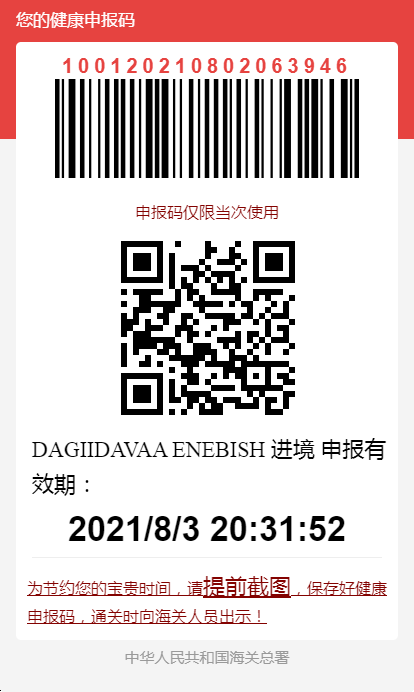 您的健康申报码
100120210802063946
申报码仅限当次使用
DAGIIDAVAA ENEBISH 进境 申报有
效期：
2021/8/3 20:31:52
为节约您的宝贵时间，请提前截图，保存好健康
申报码，通关时向海关人员出示！
中华人民共和国海关总署